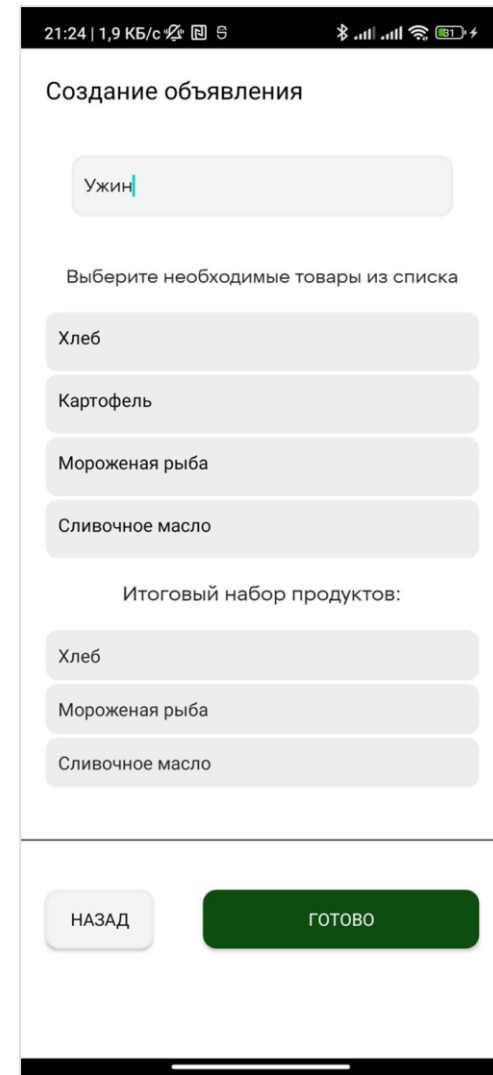 21:24 | 1,9 КБ/с
81
Создание объявления
Ужин
Выберите необходимые товары из списка
Хлеб
Картофель
Мороженая рыба
Сливочное масло
Итоговый набор продуктов:
Хлеб
Мороженая рыба
Сливочное масло
НАЗАД
ГОТОВО